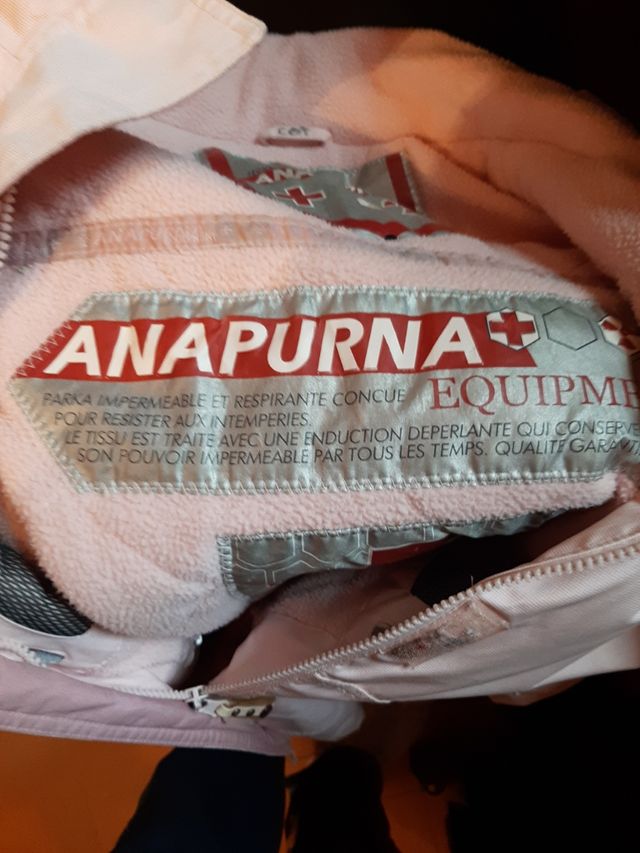 ANAPURNA
EQUIPME
PARKA IMPERMEABLE ET RESPIRANTE CONCUE
POUR RESISTER AUX INTEMPERIES.
LE TISSU EST TRAITE AVEC UNE ENDUCTION DEPERLANTE QUI CONSERVE
SON POUVOIR IMPERMEABLE PAR TOUS LES TEMPS. QUALITE GARANTI